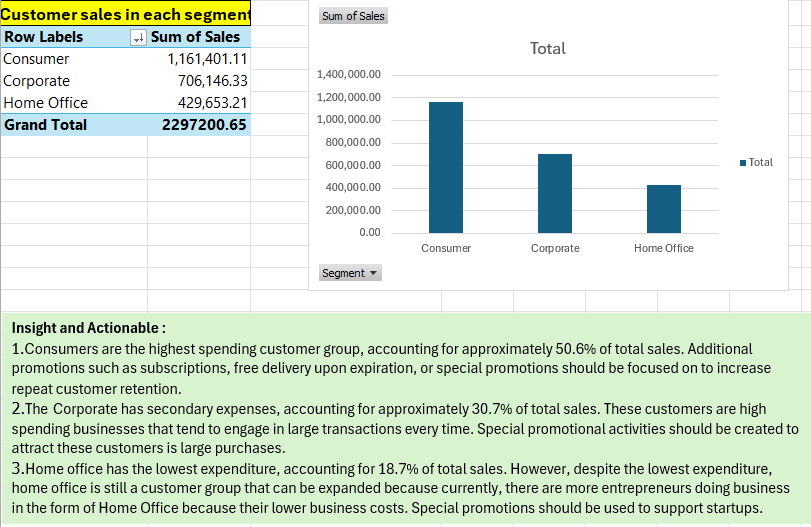 Customer sales in each segment
Row Labels Sum of Sales
Consumer 1,161,401.11
Corporate 706,146.33
Home Office 429,653.21
Grand Total 2297200.65
Sum of Sales
Total
1,400,000.00
1,200,000.00
1,000,000.00
800,000.00
600,000.00
400,000.00
200,000.00
0.00
Consumer Corporate Home Office
Total
Segment
Insight and Actionable :
1.Consumers are the highest spending customer group, accounting for approximately 50.6% of total sales. Additional
promotions such as subscriptions, free delivery upon expiration, or special promotions should be focused on to increase
repeat customer retention.
2.The Corporate has secondary expenses, accounting for approximately 30.7% of total sales. These customers are high
spending businesses that tend to engage in large transactions every time. Special promotional activities should be created to
attract these customers is large purchases.
3.Home office has the lowest expenditure, accounting for 18.7% of total sales. However, despite the lowest expenditure,
home office is still a customer group that can be expanded because currently, there are more entrepreneurs doing business
in the form of Home Office because their lower business costs. Special promotions should be used to support startups.